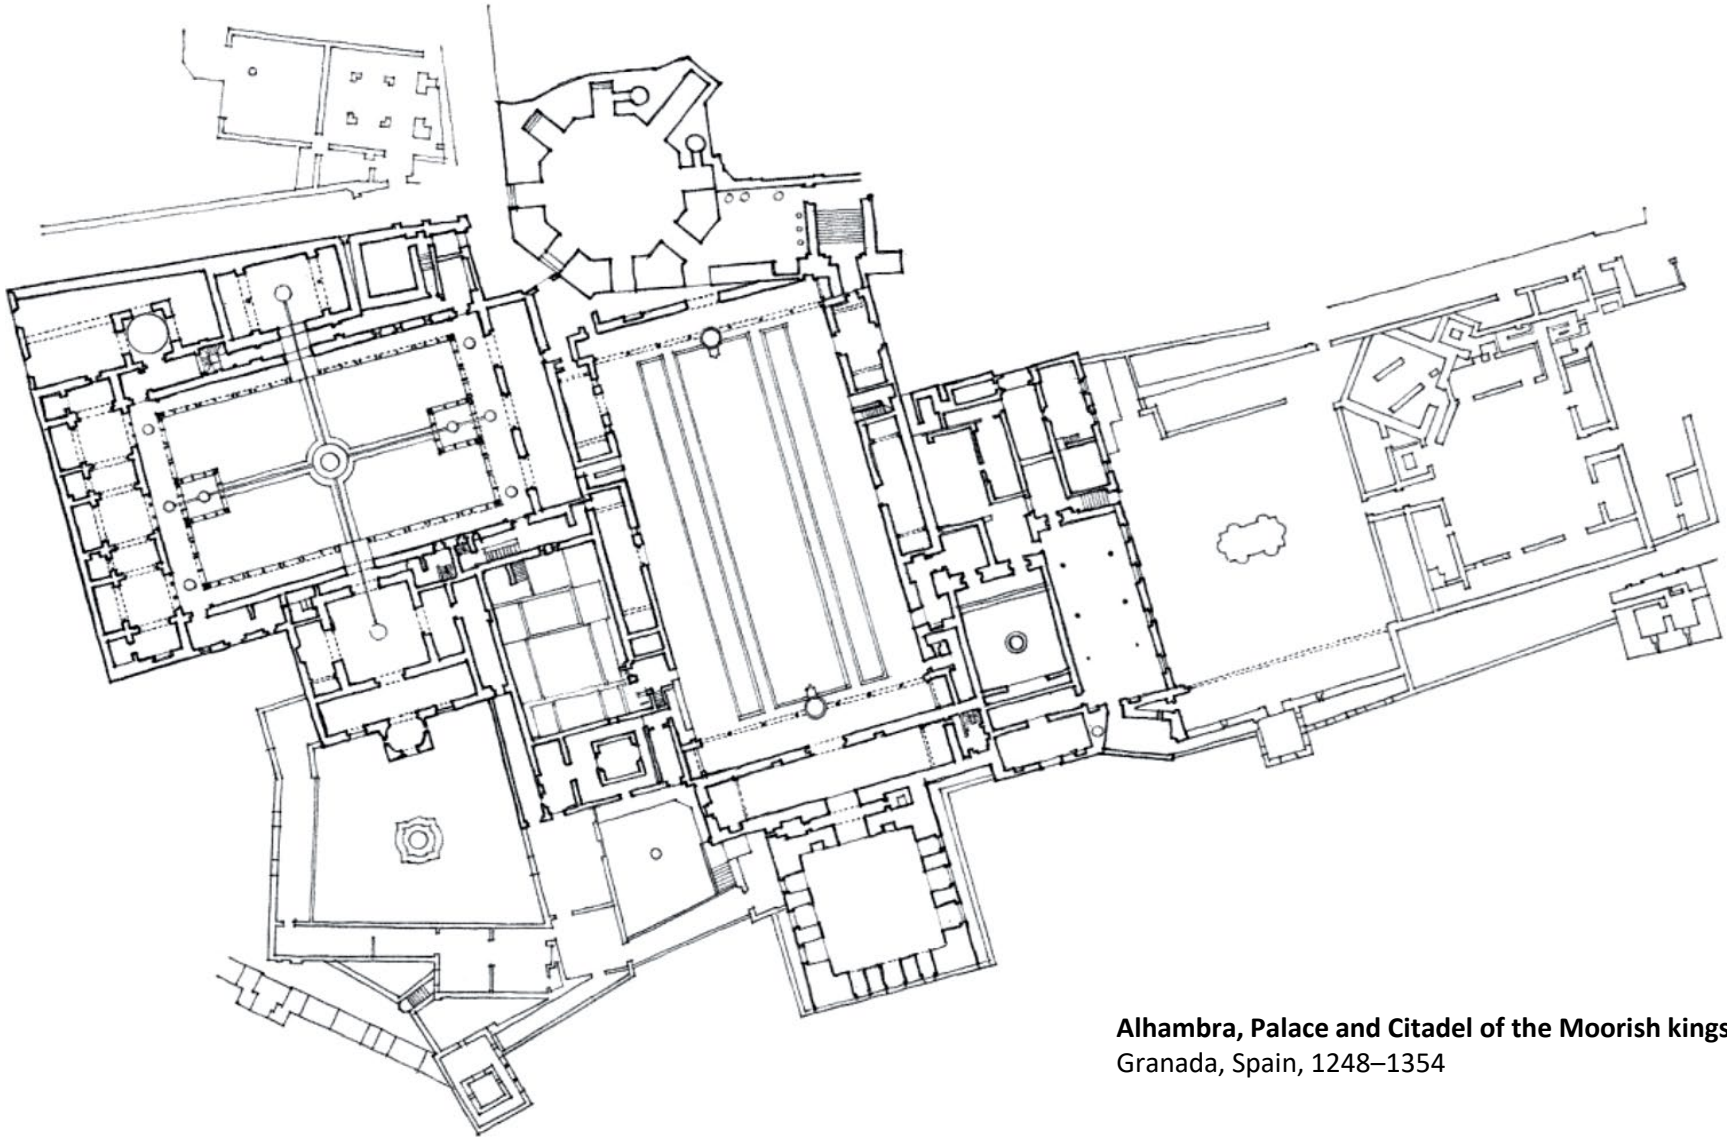 Alhambra, Palace and Citadel of the Moorish kings
Granada, Spain, 1248–1354